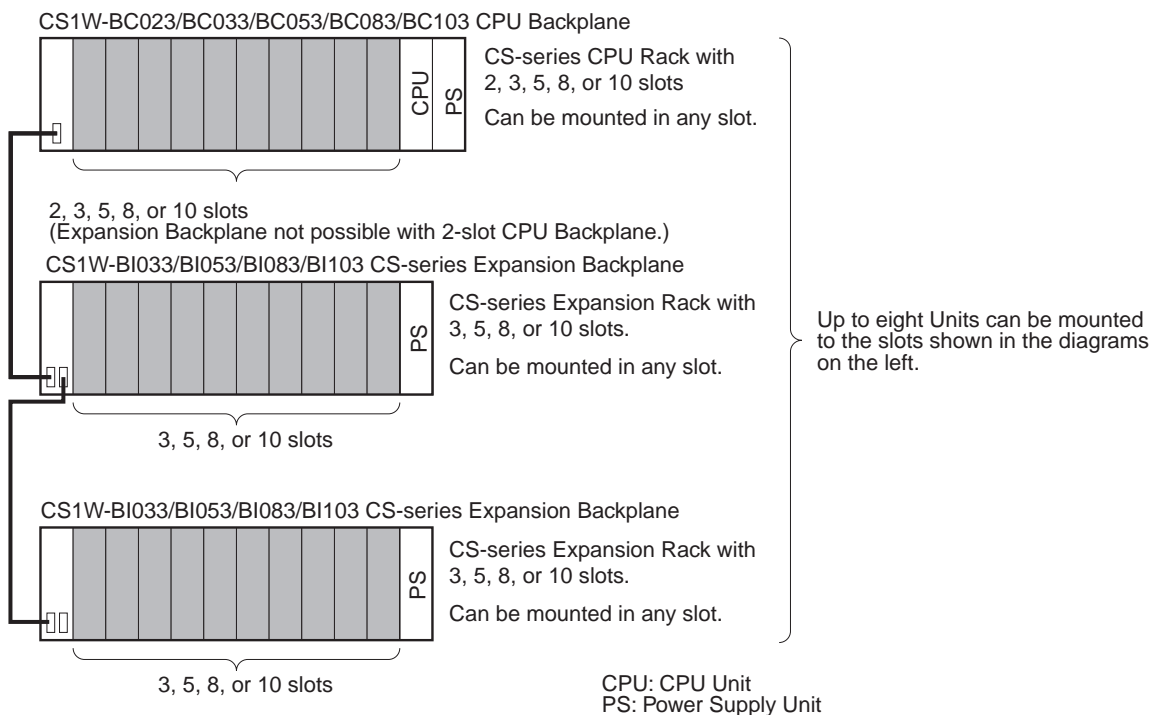 CS1W-BC023/BC033/BC053/BC083/BC103 CPU Backplane
CPU
PS
CS-series CPU Rack with
2, 3, 5, 8, or 10 slots
Can be mounted in any slot.
2, 3, 5, 8, or 10 slots
(Expansion Backplane not possible with 2-slot CPU Backplane.)
CS1W-BI033/BI053/BI083/BI103 CS-series Expansion Backplane
PS
CS-series Expansion Rack with
3, 5, 8, or 10 slots.
Can be mounted in any slot.
3, 5, 8, or 10 slots
Up to eight Units can be mounted
to the slots shown in the diagrams
on the left.
CS1W-BI033/BI053/BI083/BI103 CS-series Expansion Backplane
PS
CS-series Expansion Rack with
3, 5, 8, or 10 slots.
Can be mounted in any slot.
3, 5, 8, or 10 slots
CPU: CPU Unit
PS: Power Supply Unit